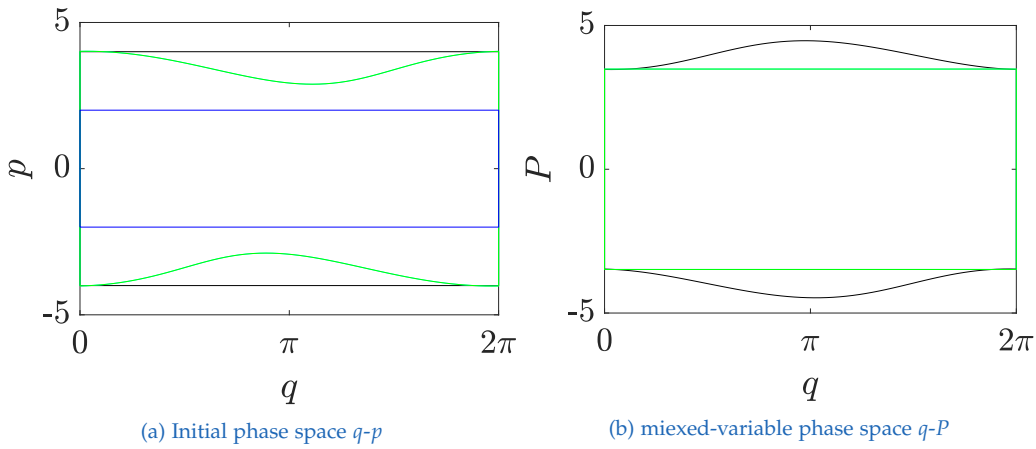 5
0
-5
p
0
π
2π
q
(a) Initial phase space q-p
5
0
-5
P
0
π
2π
q
(b) miexed-variable phase space q-P